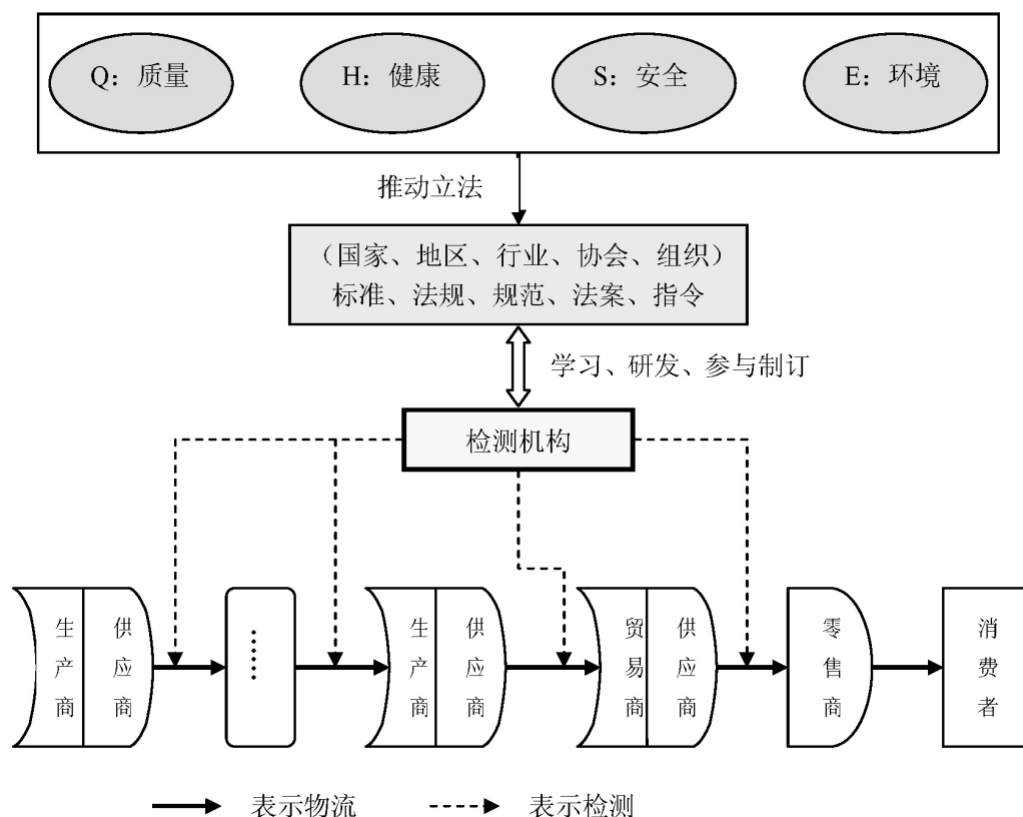 Q：质量
H：健康
S：安全
E：环境
推动立法
（国家、地区、行业、协会、组织）
标准、法规、规范、法案、指令
学习、研发、参与制订
检测机构
生产商
供应商
……
生产商
供应商
贸易商
供应商
零售商
消费者
表示物流
表示检测